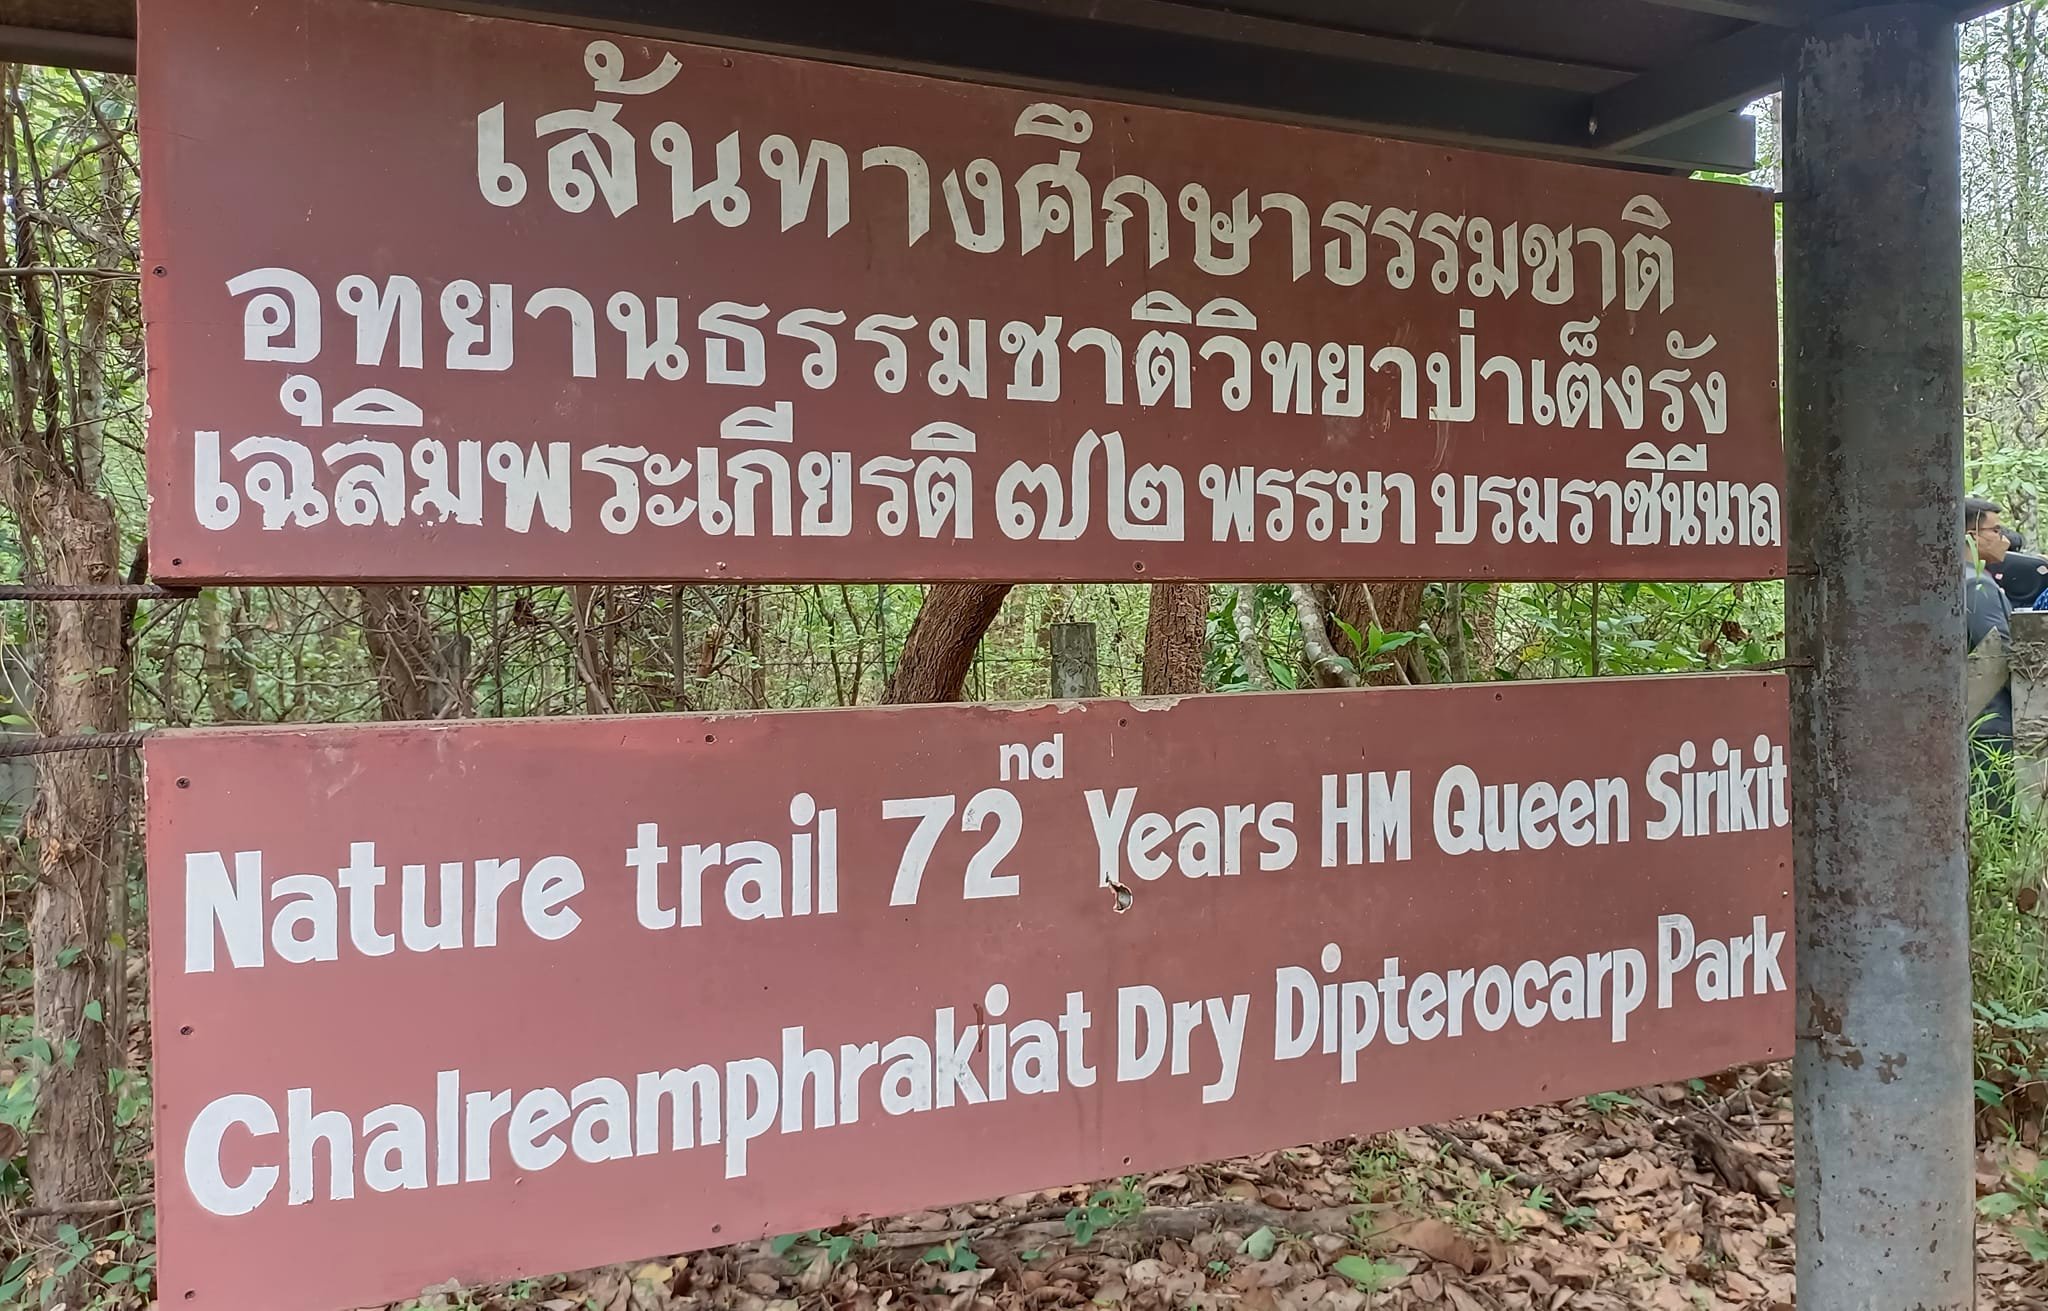 เส้นทางศึกษาธรรมชาติ
อุทยานธรรมชาติวิทยาป่าเต็งรัง
เฉลิมพระเกียรติ ๗๒ พรรษา บรมราชินีนาถ
Nature trail 72nd Years HM Queen Sirikit
Chalreamphrakiat Dry Dipterocarp Park